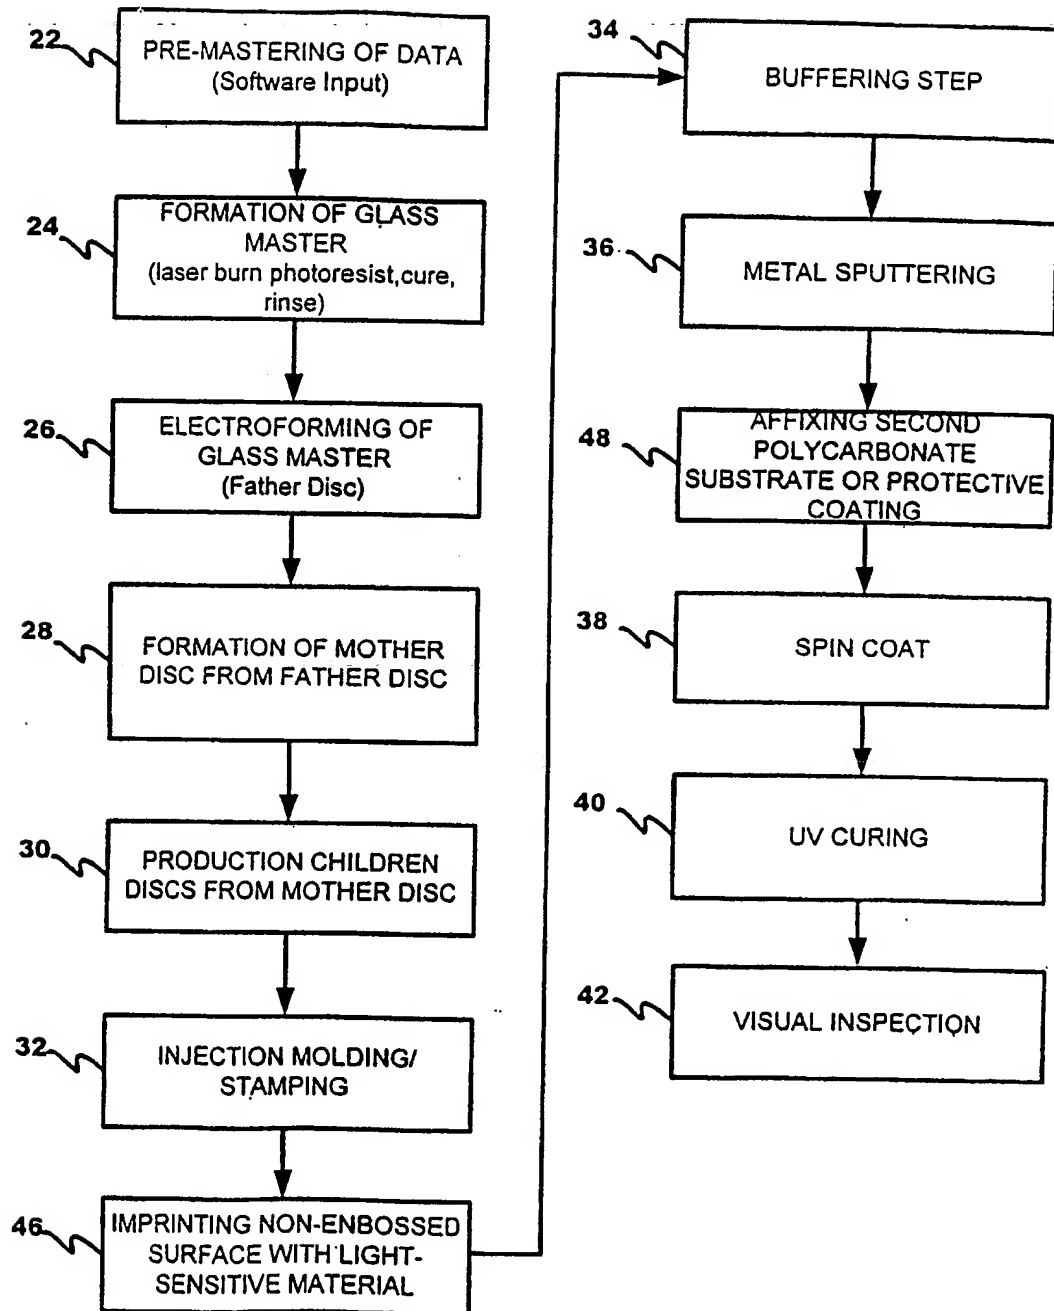 22
PRE-MASTERING OF DATA
(Software Input)
24
FORMATION OF GLASS
MASTER
(laser burn photoresist,cure,
rinse)
26
ELECTROFORMING OF
GLASS MASTER
(Father Disc)
28
FORMATION OF MOTHER
DISC FROM FATHER DISC
30
PRODUCTION CHILDREN
DISCS FROM MOTHER DISC
32
INJECTION MOLDING/
STAMPING
46
IMPRINTING NON-ENBOSSED
SURFACE WITH LIGHT-
SENSITIVE MATERIAL
34
BUFFERING STEP
36
METAL SPUTTERING
48
AFFIXING SECOND
POLYCARBONATE
SUBSTRATE OR PROTECTIVE
COATING
38
SPIN COAT
40
UV CURING
42
VISUAL INSPECTION